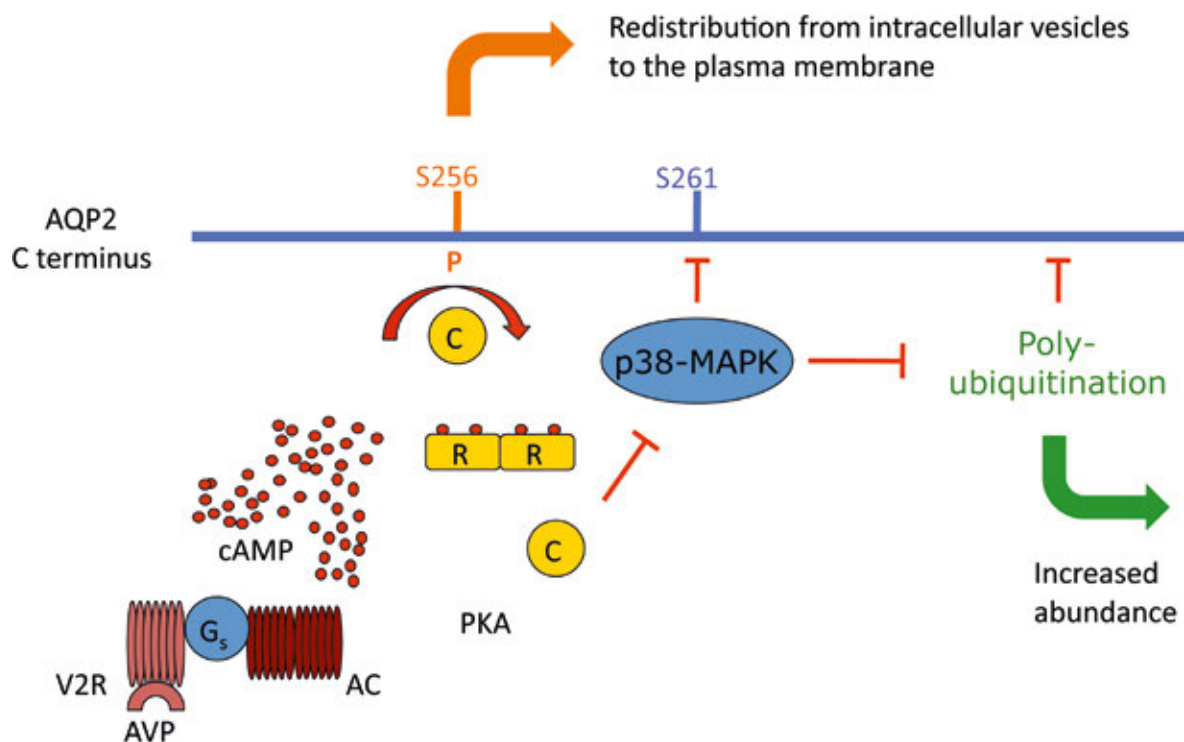 Redistribution from intracellular vesicles
to the plasma membrane
S256
S261
AQP2
C terminus
P
C
p38-MAPK
Poly-
ubiquitination
R R
cAMP
C
Increased
abundance
PKA
Gs
V2R
AC
AVP